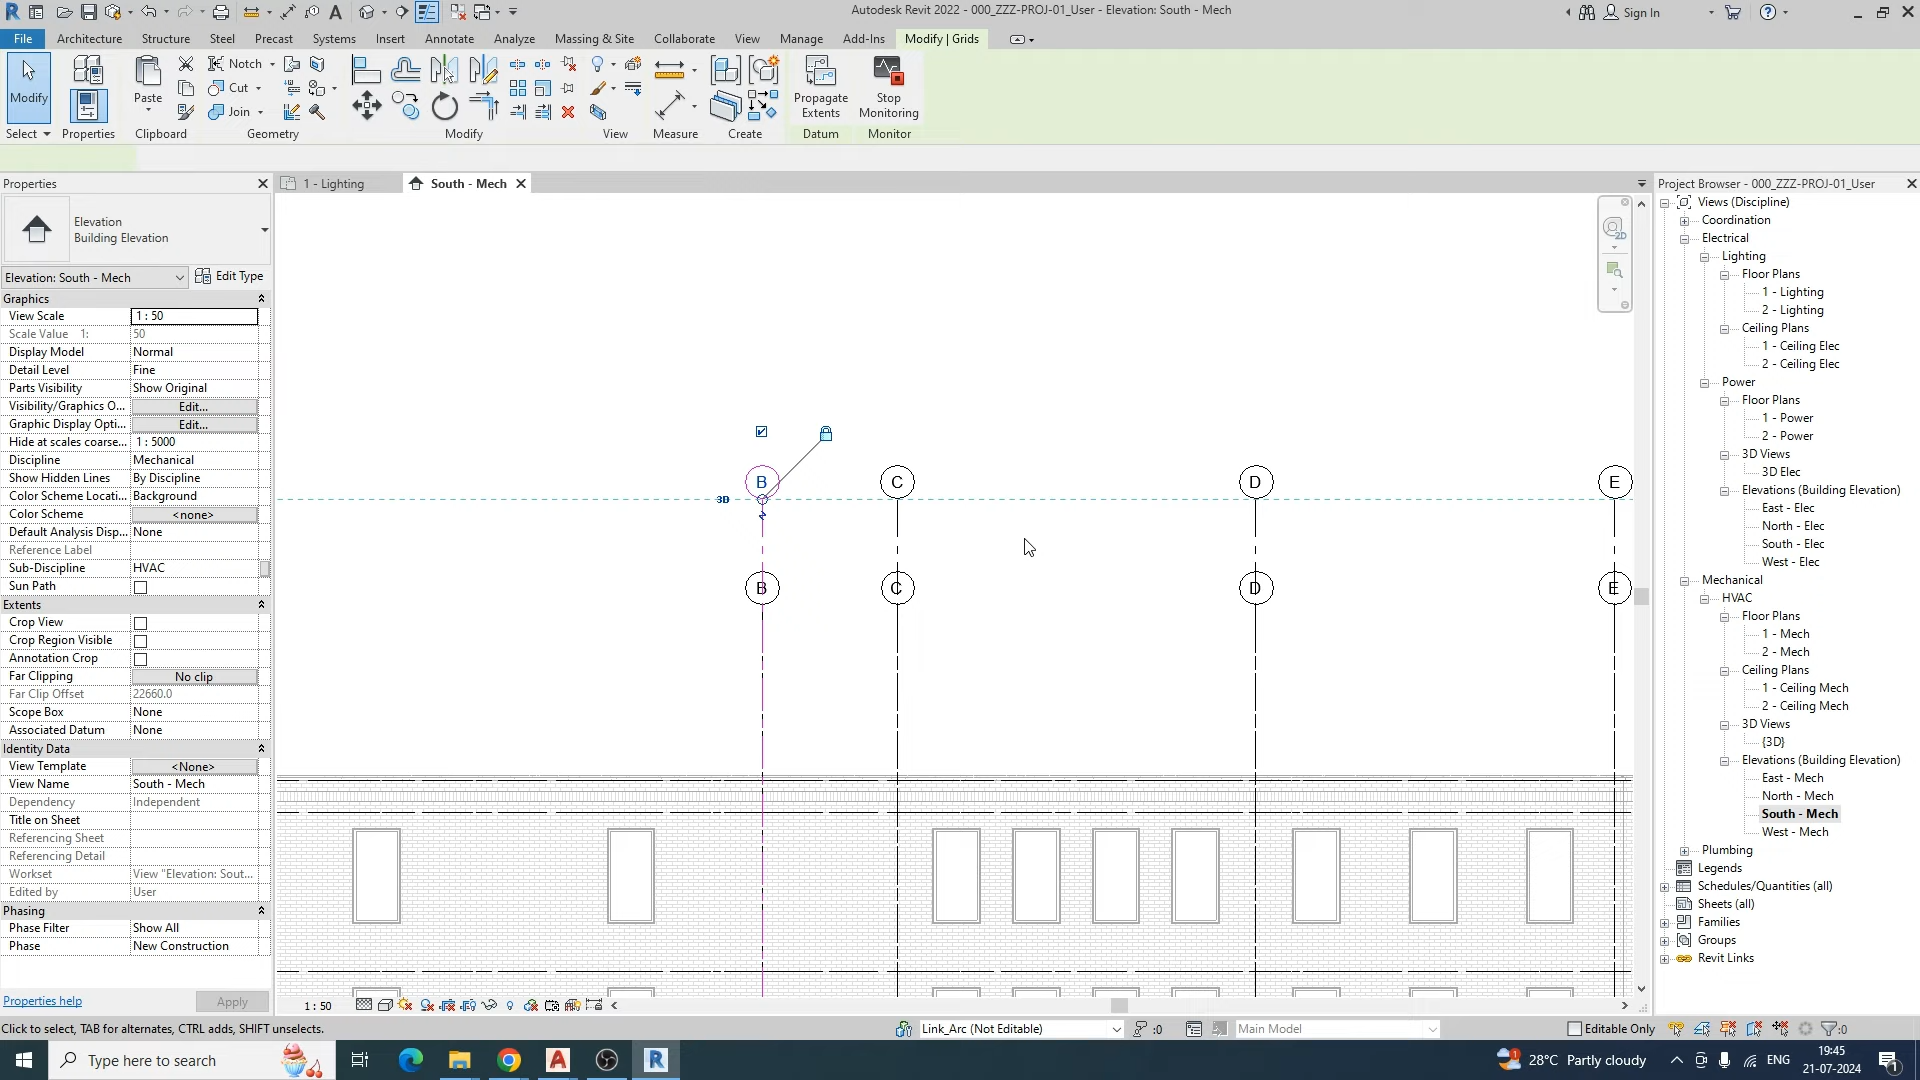 Autodesk Revit 2022 - 000_ZZZ-PROJ-01_User - Elevation: South - Mech
Sign In
File Architecture Structure Steel Precast Systems Insert Annotate Analyze Massing & Site Collaborate View Manage Add-Ins Modify | Grids
Modify
Paste
Notch
Cut
Join
Propagate Extents
Stop Monitoring
Select Properties Clipboard Geometry Modify View Measure Create Datum Monitor
Properties
1 - Lighting
South - Mech
Project Browser - 000_ZZZ-PROJ-01_User
Elevation
Building Elevation
Elevation: South - Mech
Edit Type
Graphics
View Scale 1 : 50
Scale Value 1: 50
Display Model Normal
Detail Level Fine
Parts Visibility Show Original
Visibility/Graphics O... Edit...
Graphic Display Opti... Edit...
Hide at scales coarse... 1 : 5000
Discipline Mechanical
Show Hidden Lines By Discipline
Color Scheme Locati... Background
Color Scheme <none>
Default Analysis Disp... None
Reference Label
Sub-Discipline HVAC
Sun Path
Extents
Crop View
Crop Region Visible
Annotation Crop
Far Clipping No clip
Far Clip Offset 22660.0
Scope Box None
Associated Datum None
Identity Data
View Template <None>
View Name South - Mech
Dependency Independent
Title on Sheet
Referencing Sheet
Referencing Detail
Workset View "Elevation: Sout...
Edited by User
Phasing
Phase Filter Show All
Phase New Construction
Properties help
Apply
2D
B C D E
3D
B C D E
Views (Discipline)
Coordination
Electrical
Lighting
Floor Plans
1 - Lighting
2 - Lighting
Ceiling Plans
1 - Ceiling Elec
2 - Ceiling Elec
Power
Floor Plans
1 - Power
2 - Power
3D Views
3D Elec
Elevations (Building Elevation)
East - Elec
North - Elec
South - Elec
West - Elec
Mechanical
HVAC
Floor Plans
1 - Mech
2 - Mech
Ceiling Plans
1 - Ceiling Mech
2 - Ceiling Mech
3D Views
{3D}
Elevations (Building Elevation)
East - Mech
North - Mech
South - Mech
West - Mech
Plumbing
Legends
Schedules/Quantities (all)
Sheets (all)
Families
Groups
Revit Links
1 : 50
Click to select, TAB for alternates, CTRL adds, SHIFT unselects.
Link_Arc (Not Editable)
:0
Main Model
Editable Only
:0
Type here to search
28°C Partly cloudy
ENG
19:45
21-07-2024
1